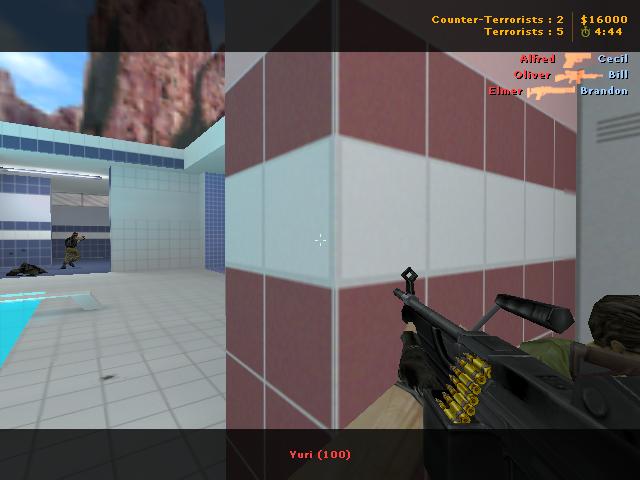 Counter-Terrorists : 2 $16000
Terrorists : 5 4:44
Alfred Cecil
Oliver Bill
Elmer Brandon
Yuri (100)